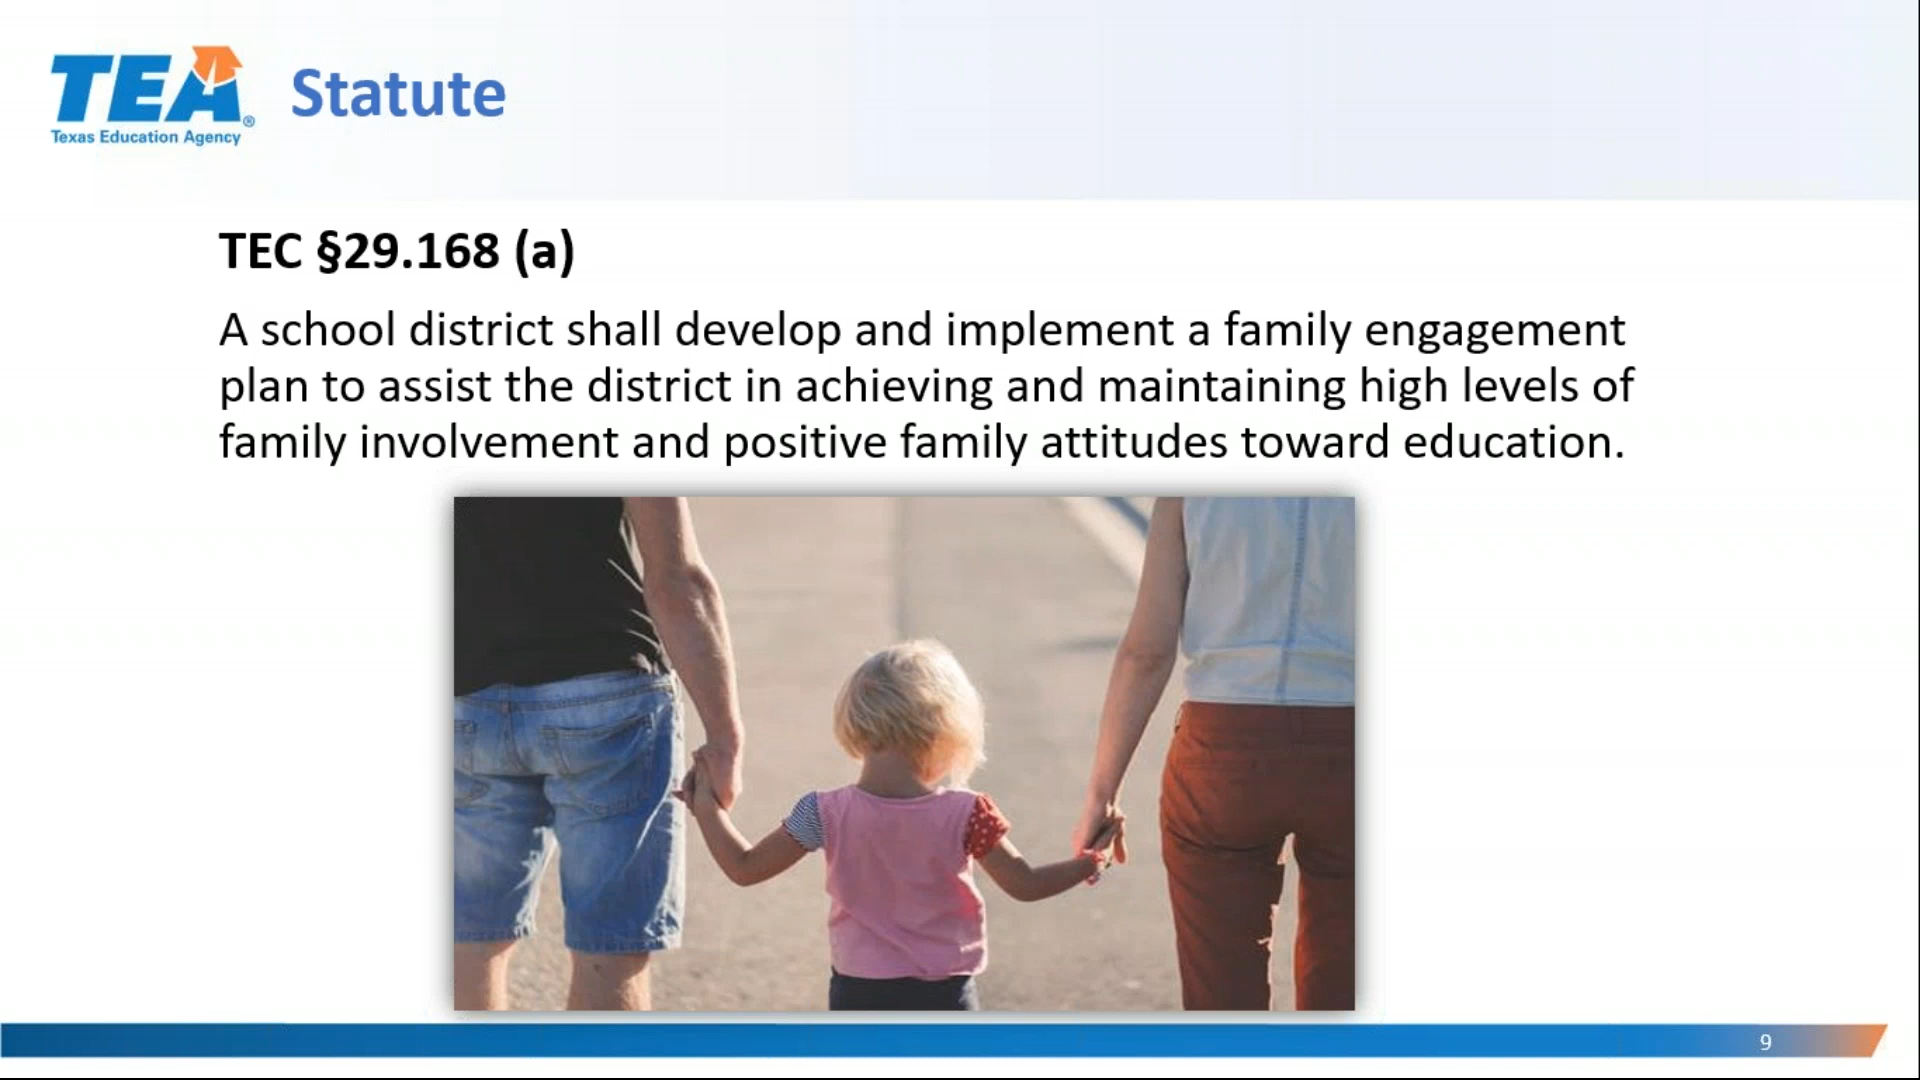 TEA®
Texas Education Agency
Statute
TEC §29.168 (a)
A school district shall develop and implement a family engagement
plan to assist the district in achieving and maintaining high levels of
family involvement and positive family attitudes toward education.
9